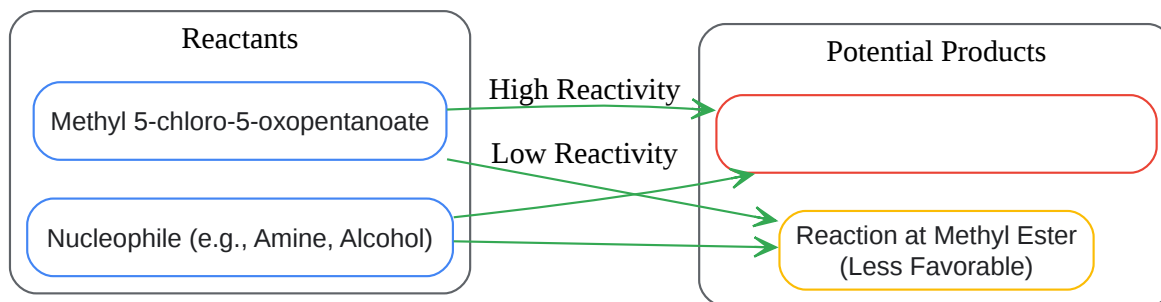 Reactants
Potential Products
High Reactivity
Methyl 5-chloro-5-oxopentanoate
Low Reactivity
Nucleophile (e.g., Amine, Alcohol)
Reaction at Methyl Ester
(Less Favorable)